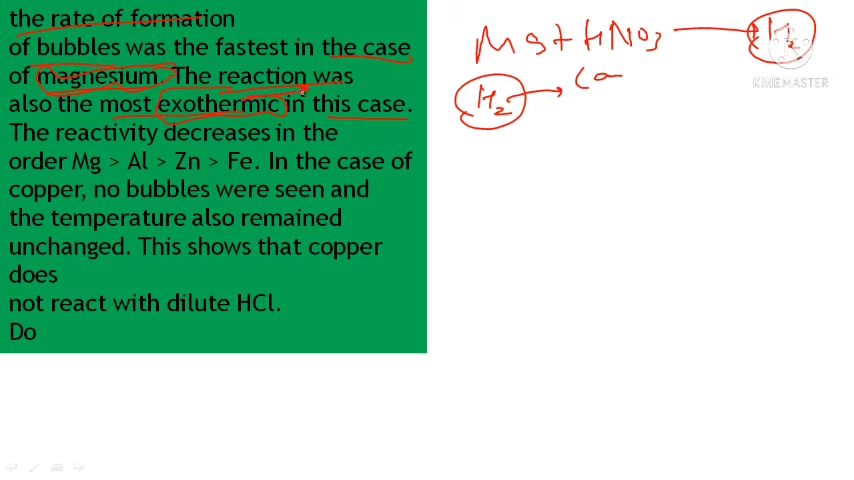 the rate of formation
of bubbles was the fastest in the case
of magnesium. The reaction was
also the most exothermic in this case.
The reactivity decreases in the
order Mg > Al > Zn > Fe. In the case of
copper, no bubbles were seen and
the temperature also remained
unchanged. This shows that copper
does
not react with dilute HCl.
Do
Mg + HNO3 → H2
H2 → Ca
KINEMASTER